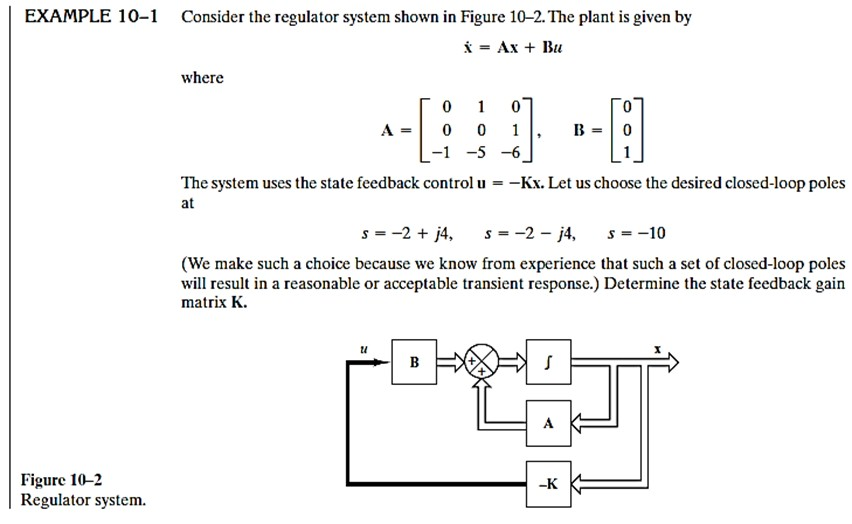 EXAMPLE 10–1 Consider the regulator system shown in Figure 10–2. The plant is given by
ẋ = Ax + Bu
where
A = [ 0 1 0
0 0 1
−1 −5 −6 ], B = [ 0
0
1 ]
The system uses the state feedback control u = −Kx. Let us choose the desired closed-loop poles
at
s = −2 + j4, s = −2 − j4, s = −10
(We make such a choice because we know from experience that such a set of closed-loop poles
will result in a reasonable or acceptable transient response.) Determine the state feedback gain
matrix K.
u
B
+
+
∫
x
A
−K
Figure 10–2
Regulator system.